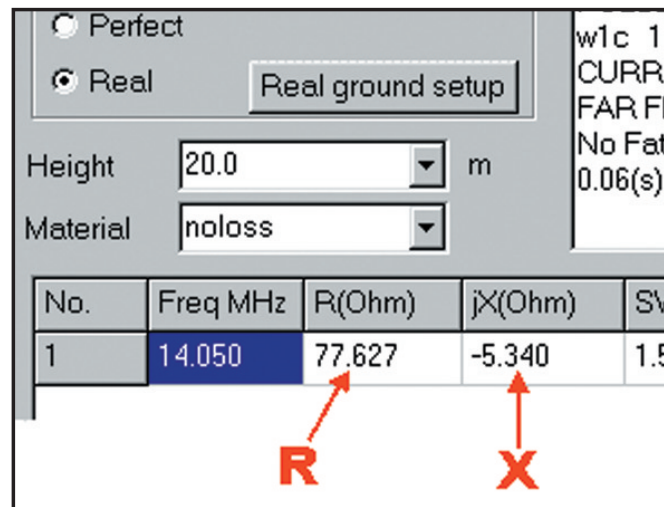 Perfect
Real
Real ground setup
w1c 1
CURR
FAR F
No Fat
0.06(s)
Height 20.0 m
Material noloss
No. Freq MHz R(Ohm) jX(Ohm)
1 14.050 77.627 -5.340 1.5
R X